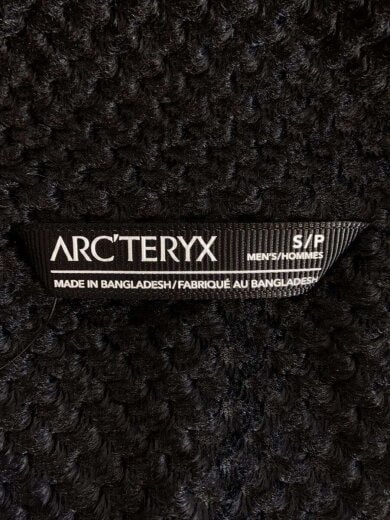 ARC'TERYX
S/P
MEN'S/HOMMES
MADE IN BANGLADESH/FABRIQUÉ AU BANGLADESH